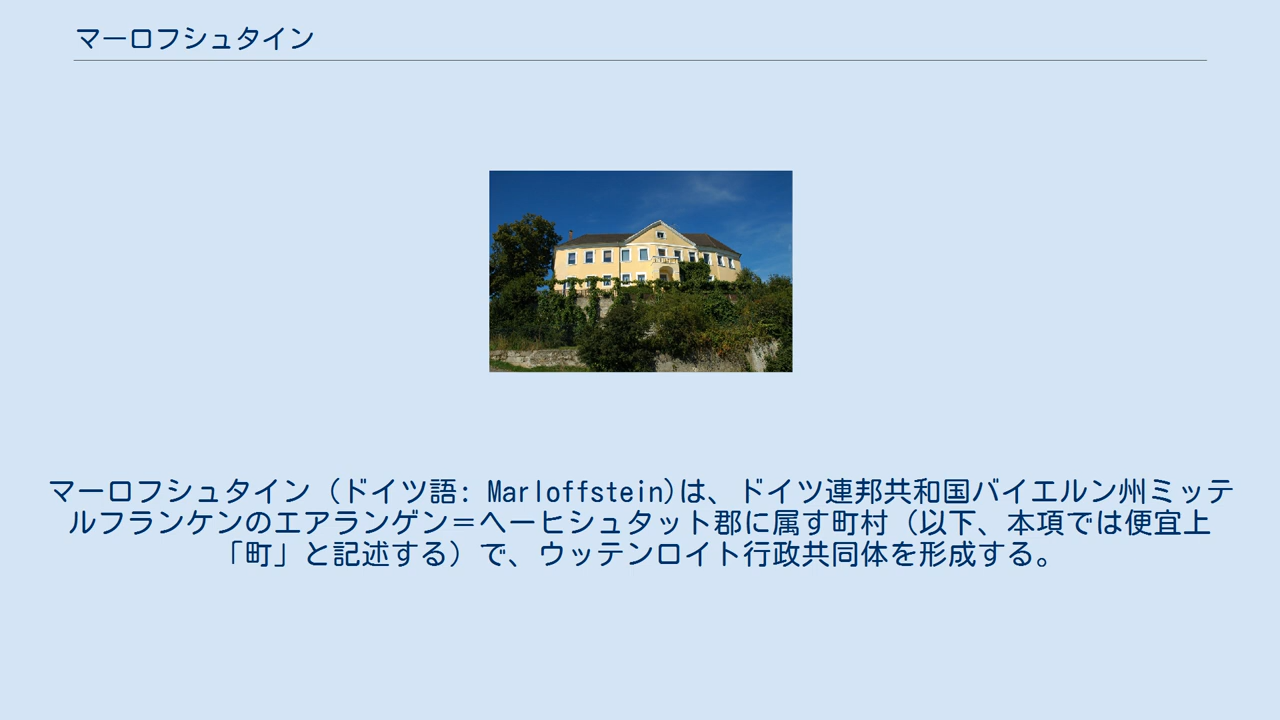 マーロフシュタイン
マーロフシュタイン（ドイツ語: Marloffstein)は、ドイツ連邦共和国バイエルン州ミッテ
ルフランケンのエアランゲン＝ヘーヒシュタット郡に属す町村（以下、本項では便宜上
「町」と記述する）で、ウッテンロイト行政共同体を形成する。